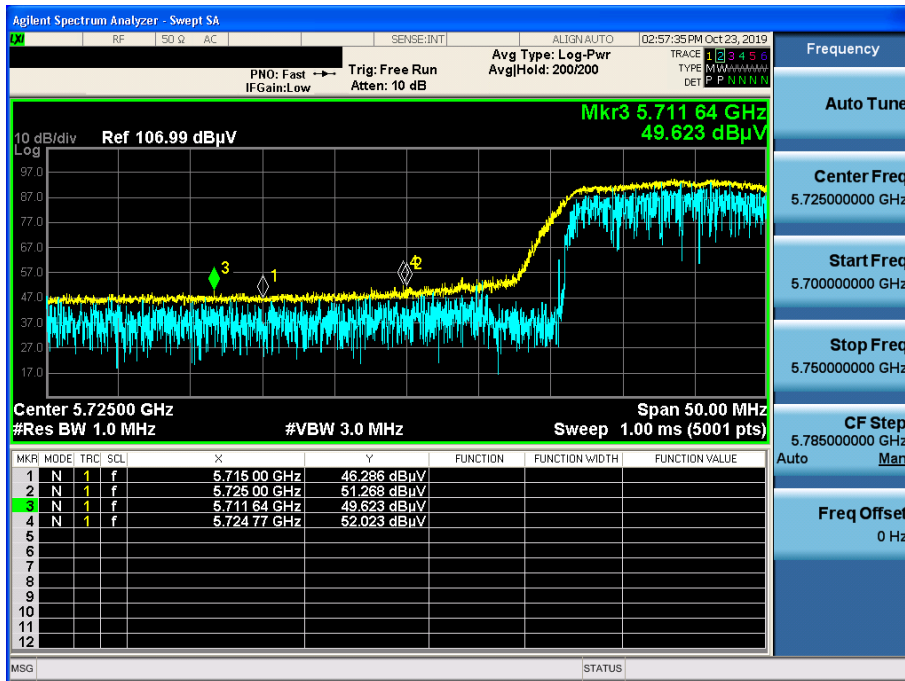 Agilent Spectrum Analyzer - Swept SA
LXI RF 50 Ω AC SENSE:INT ALIGN AUTO 02:57:35 PM Oct 23, 2019
Frequency
PNO: Fast Trig: Free Run Avg Type: Log-Pwr TRACE 1 2 3 4 5 6
IFGain:Low Atten: 10 dB Avg|Hold: 200/200 TYPE M W W W W W
DET P P N N N N
Auto Tune
Mkr3 5.711 64 GHz
49.623 dBµV
10 dB/div Ref 106.99 dBµV
Log
97.0
87.0
77.0
67.0
57.0
47.0
37.0
27.0
17.0
3
1
4
2
Center 5.72500 GHz Span 50.00 MHz
#Res BW 1.0 MHz #VBW 3.0 MHz Sweep 1.00 ms (5001 pts)
Center Freq
5.725000000 GHz
Start Freq
5.700000000 GHz
Stop Freq
5.750000000 GHz
CF Step
5.785000000 GHz
Auto Man
Freq Offset
0 Hz
MKR MODE TRC SCL X Y FUNCTION FUNCTION WIDTH FUNCTION VALUE
1 N 1 f 5.715 00 GHz 46.286 dBµV
2 N 1 f 5.725 00 GHz 51.268 dBµV
3 N 1 f 5.711 64 GHz 49.623 dBµV
4 N 1 f 5.724 77 GHz 52.023 dBµV
5
6
7
8
9
10
11
12
MSG STATUS